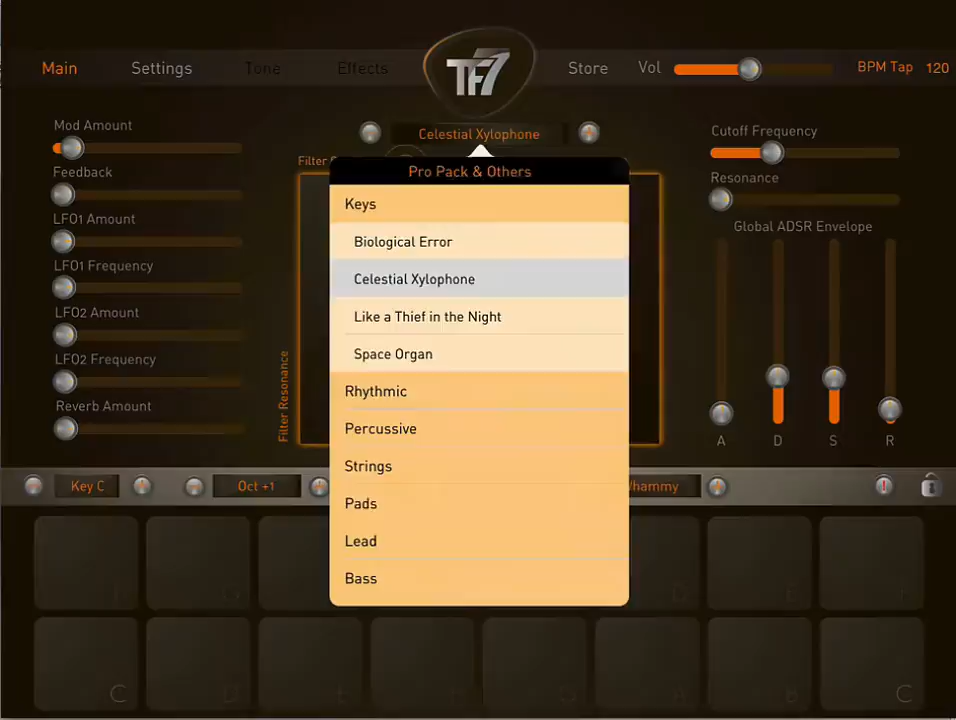 TF7
Main
Settings
Tone
Effects
Store
Vol
BPM Tap 120
Mod Amount
Feedback
LFO1 Amount
LFO1 Frequency
LFO2 Amount
LFO2 Frequency
Reverb Amount
Celestial Xylophone
Filter
Filter Resonance
Pro Pack & Others
Keys
Biological Error
Celestial Xylophone
Like a Thief in the Night
Space Organ
Rhythmic
Percussive
Strings
Pads
Lead
Bass
Cutoff Frequency
Resonance
Global ADSR Envelope
A D S R
Key C
Oct +1
!
C
C